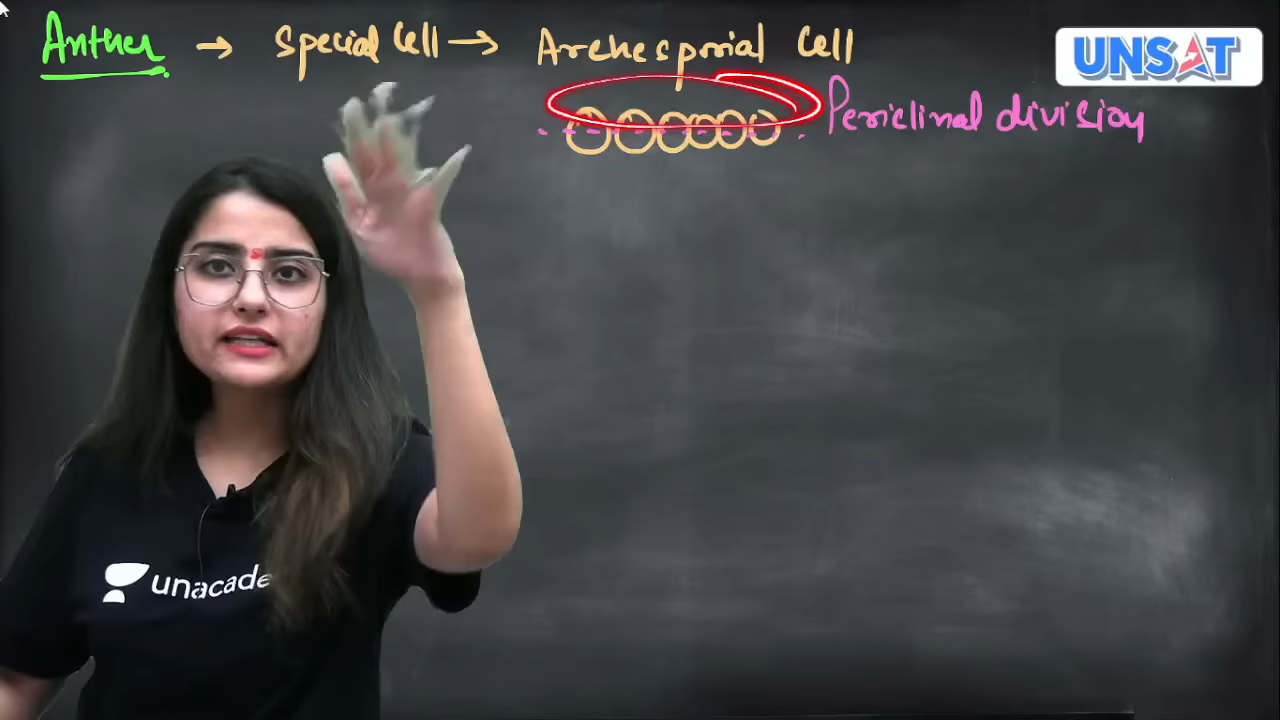 Anther → Special Cell → Archesporial Cell
UNSAT
Periclinal division
unacade